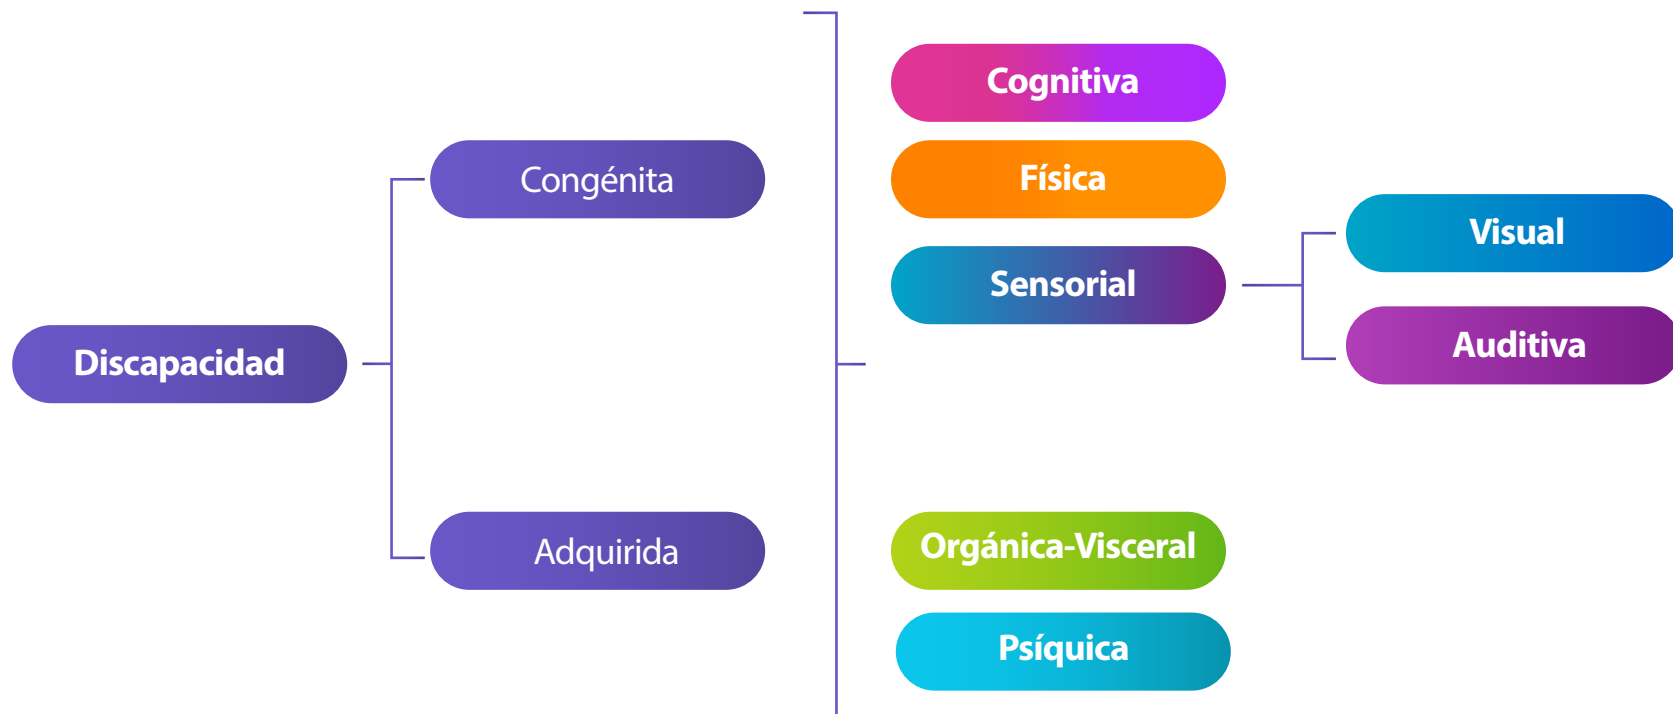 Discapacidad
Congénita
Adquirida
Cognitiva
Física
Sensorial
Orgánica-Visceral
Psíquica
Visual
Auditiva